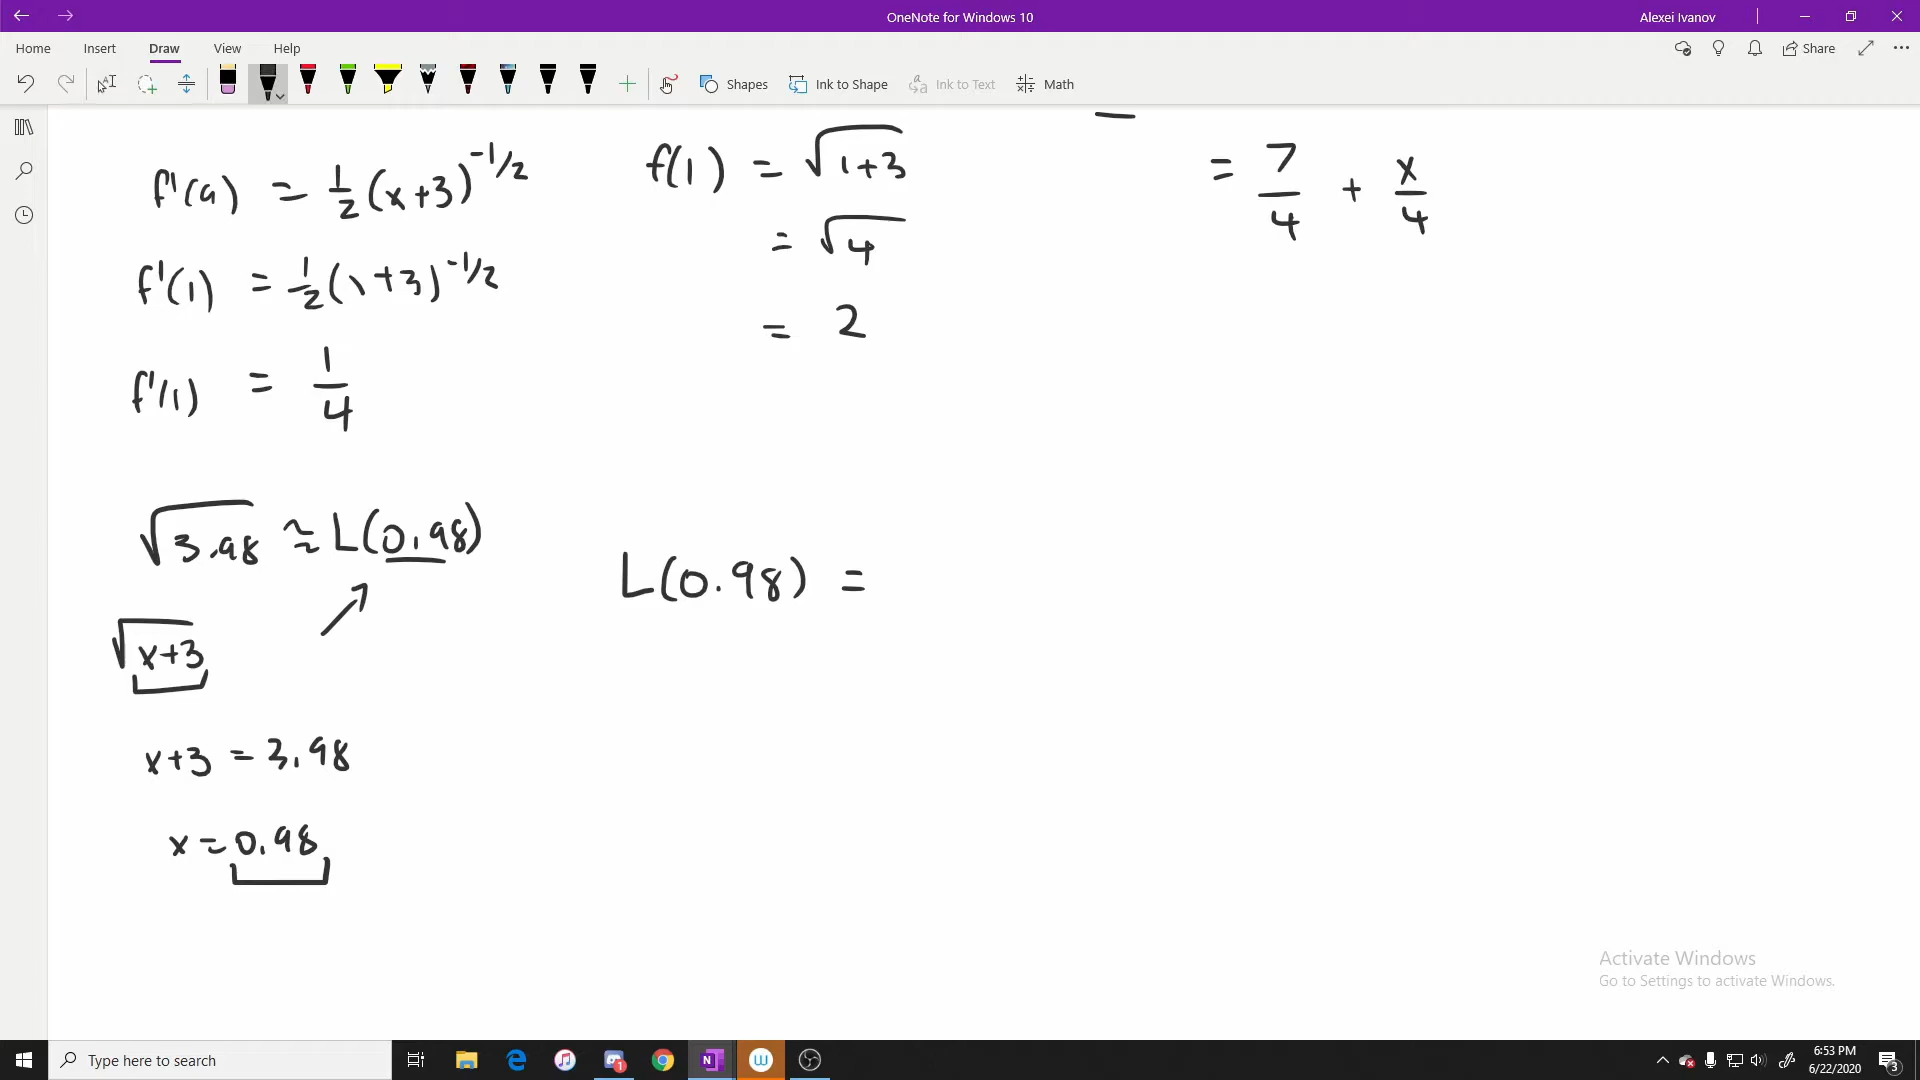 OneNote for Windows 10
Alexei Ivanov
Home Insert Draw View Help
Share
Shapes Ink to Shape Ink to Text Math
f'(a) = 1/2 (x+3)^-1/2
f'(1) = 1/2 (1+3)^-1/2
f'(1) = 1/4
f(1) = √1+3
= √4
= 2
= 7/4 + x/4
√3.98 ≈ L(0.98)
√x+3
x+3 = 3.98
x = 0.98
L(0.98) =
Activate Windows
Go to Settings to activate Windows.
Type here to search
1
N
W
6:53 PM
6/22/2020
3